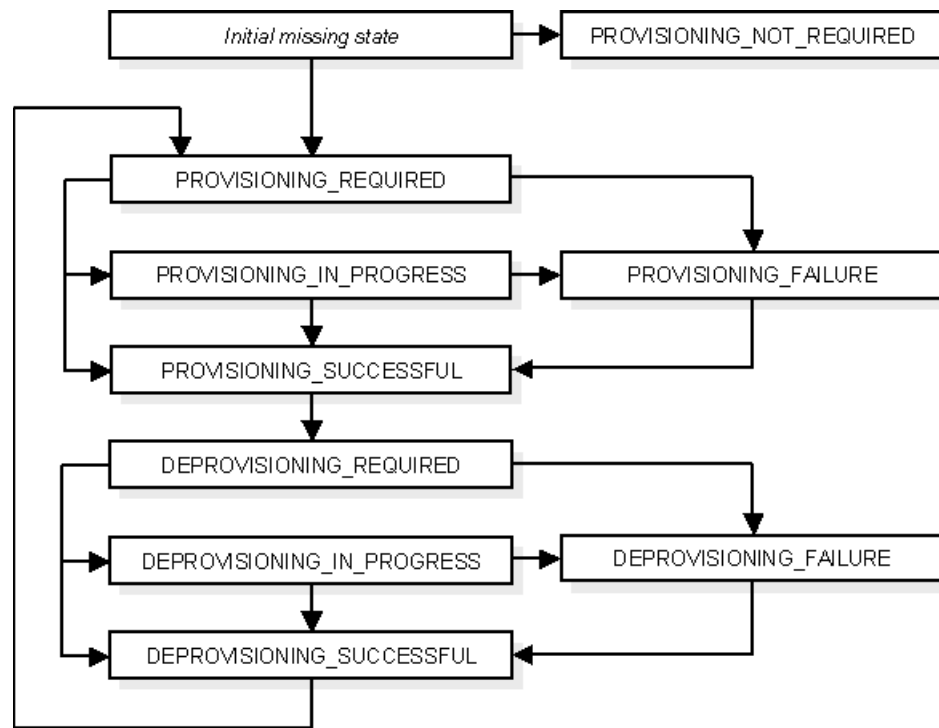 Initial missing state
PROVISIONING_NOT_REQUIRED
PROVISIONING_REQUIRED
PROVISIONING_IN_PROGRESS
PROVISIONING_FAILURE
PROVISIONING_SUCCESSFUL
DEPROVISIONING_REQUIRED
DEPROVISIONING_IN_PROGRESS
DEPROVISIONING_FAILURE
DEPROVISIONING_SUCCESSFUL